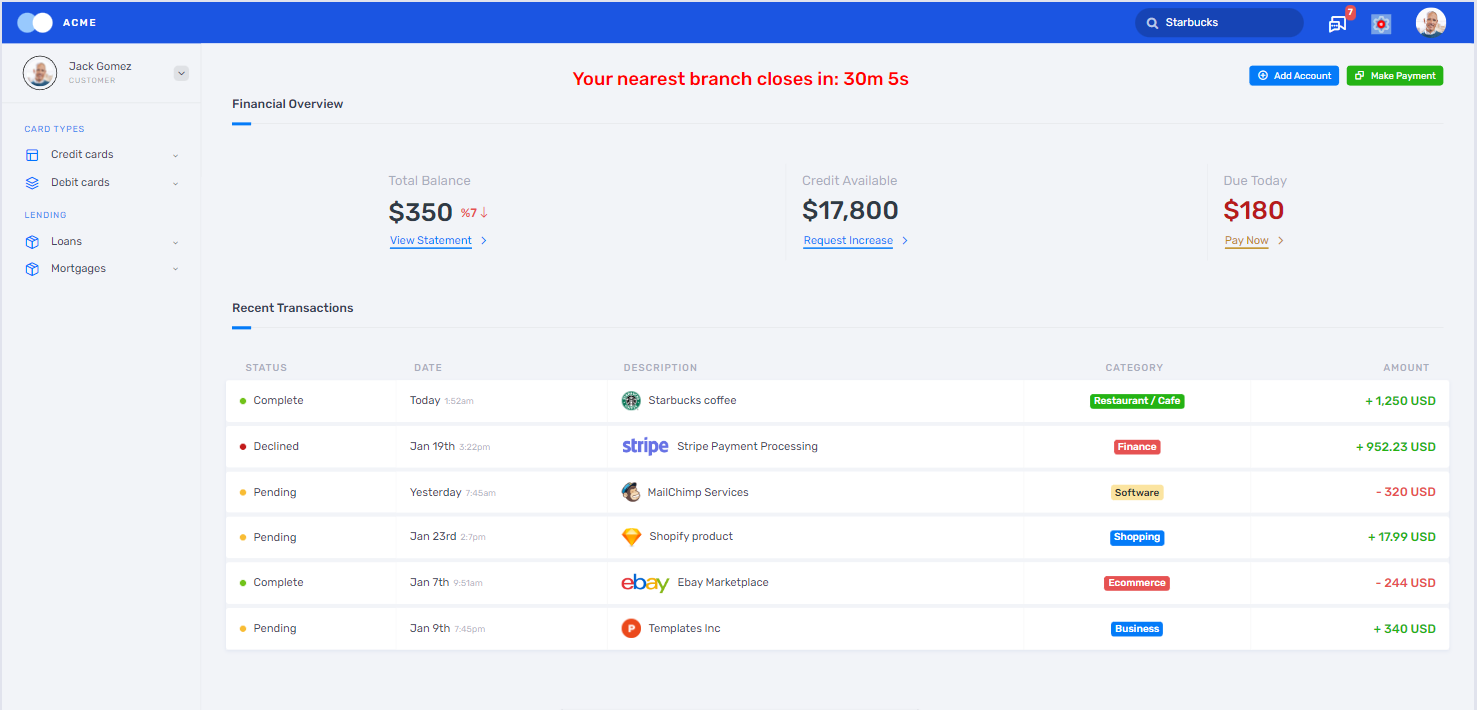 ACME
Starbucks
7
Jack Gomez
CUSTOMER
Your nearest branch closes in: 30m 5s
Add Account
Make Payment
Financial Overview
CARD TYPES
Credit cards
Debit cards
LENDING
Loans
Mortgages
Total Balance
$350 %7↓
View Statement
Credit Available
$17,800
Request Increase
Due Today
$180
Pay Now
Recent Transactions
STATUS DATE DESCRIPTION CATEGORY AMOUNT
Complete Today 1:52am Starbucks coffee Restaurant / Cafe + 1,250 USD
Declined Jan 19th 3:22pm stripe Stripe Payment Processing Finance + 952.23 USD
Pending Yesterday 7:45am MailChimp Services Software - 320 USD
Pending Jan 23rd 2:7pm Shopify product Shopping + 17.99 USD
Complete Jan 7th 9:51am ebay Ebay Marketplace Ecommerce - 244 USD
Pending Jan 9th 7:45pm P Templates Inc Business + 340 USD